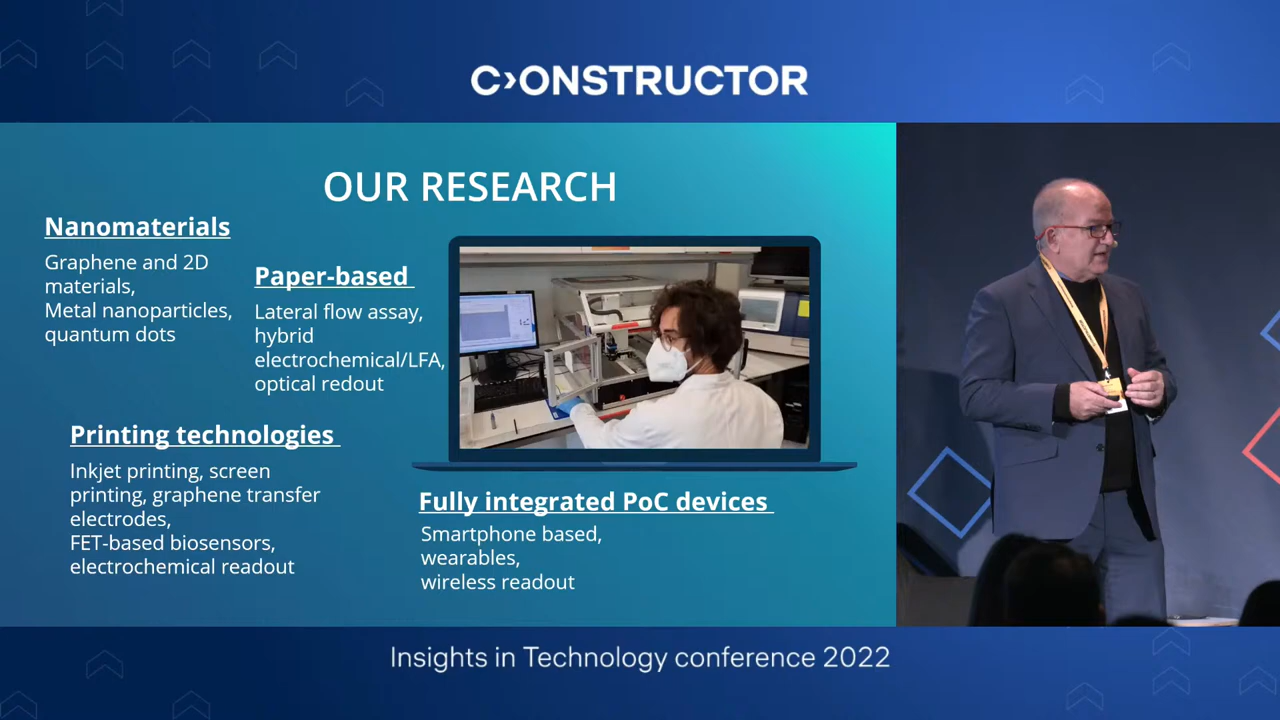 C›ONSTRUCTOR
OUR RESEARCH
Nanomaterials
Graphene and 2D
materials,
Metal nanoparticles,
quantum dots
Paper-based
Lateral flow assay,
hybrid
electrochemical/LFA,
optical redout
Printing technologies
Inkjet printing, screen
printing, graphene transfer
electrodes,
FET-based biosensors,
electrochemical readout
Fully integrated PoC devices
Smartphone based,
wearables,
wireless readout
Insights in Technology conference 2022